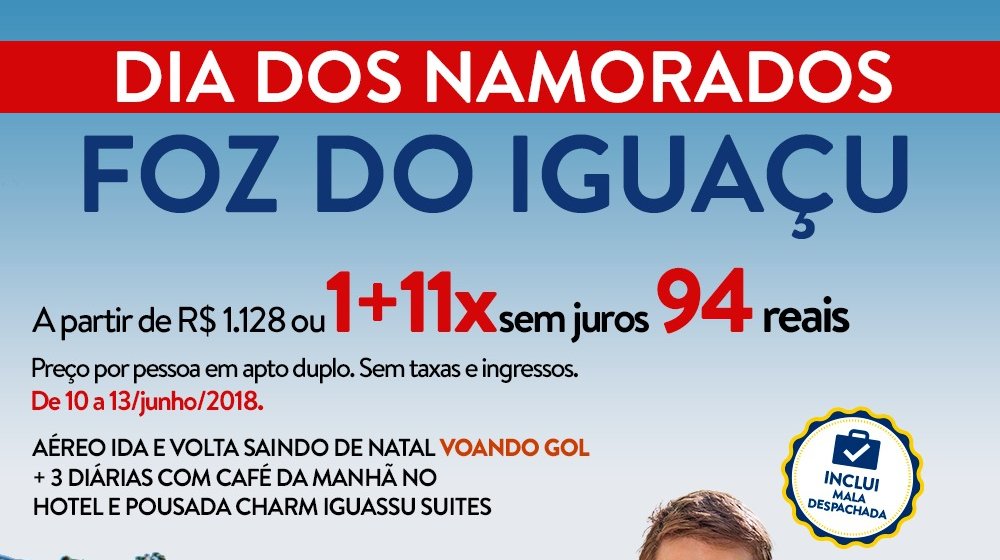 DIA DOS NAMORADOS
FOZ DO IGUAÇU
A partir de R$ 1.128 ou 1+11x sem juros 94 reais
Preço por pessoa em apto duplo. Sem taxas e ingressos.
De 10 a 13/junho/2018.
AÉREO IDA E VOLTA SAINDO DE NATAL VOANDO GOL
+ 3 DIÁRIAS COM CAFÉ DA MANHÃ NO
HOTEL E POUSADA CHARM IGUASSU SUITES
INCLUI
MALA
DESPACHADA